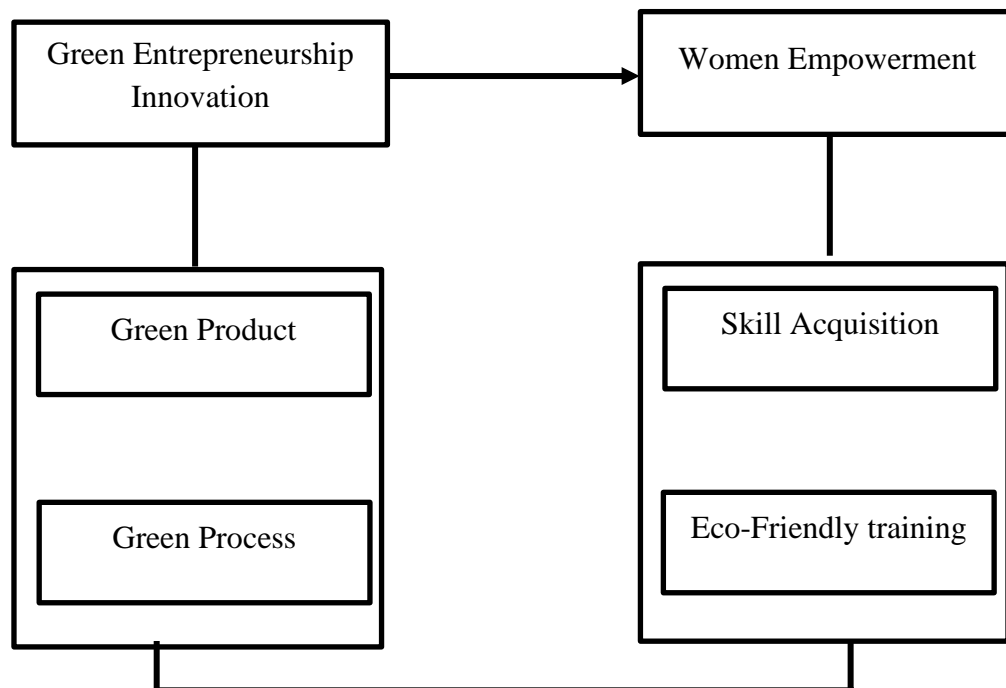 Green Entrepreneurship
Innovation
Women Empowerment
Green Product
Skill Acquisition
Green Process
Eco-Friendly training